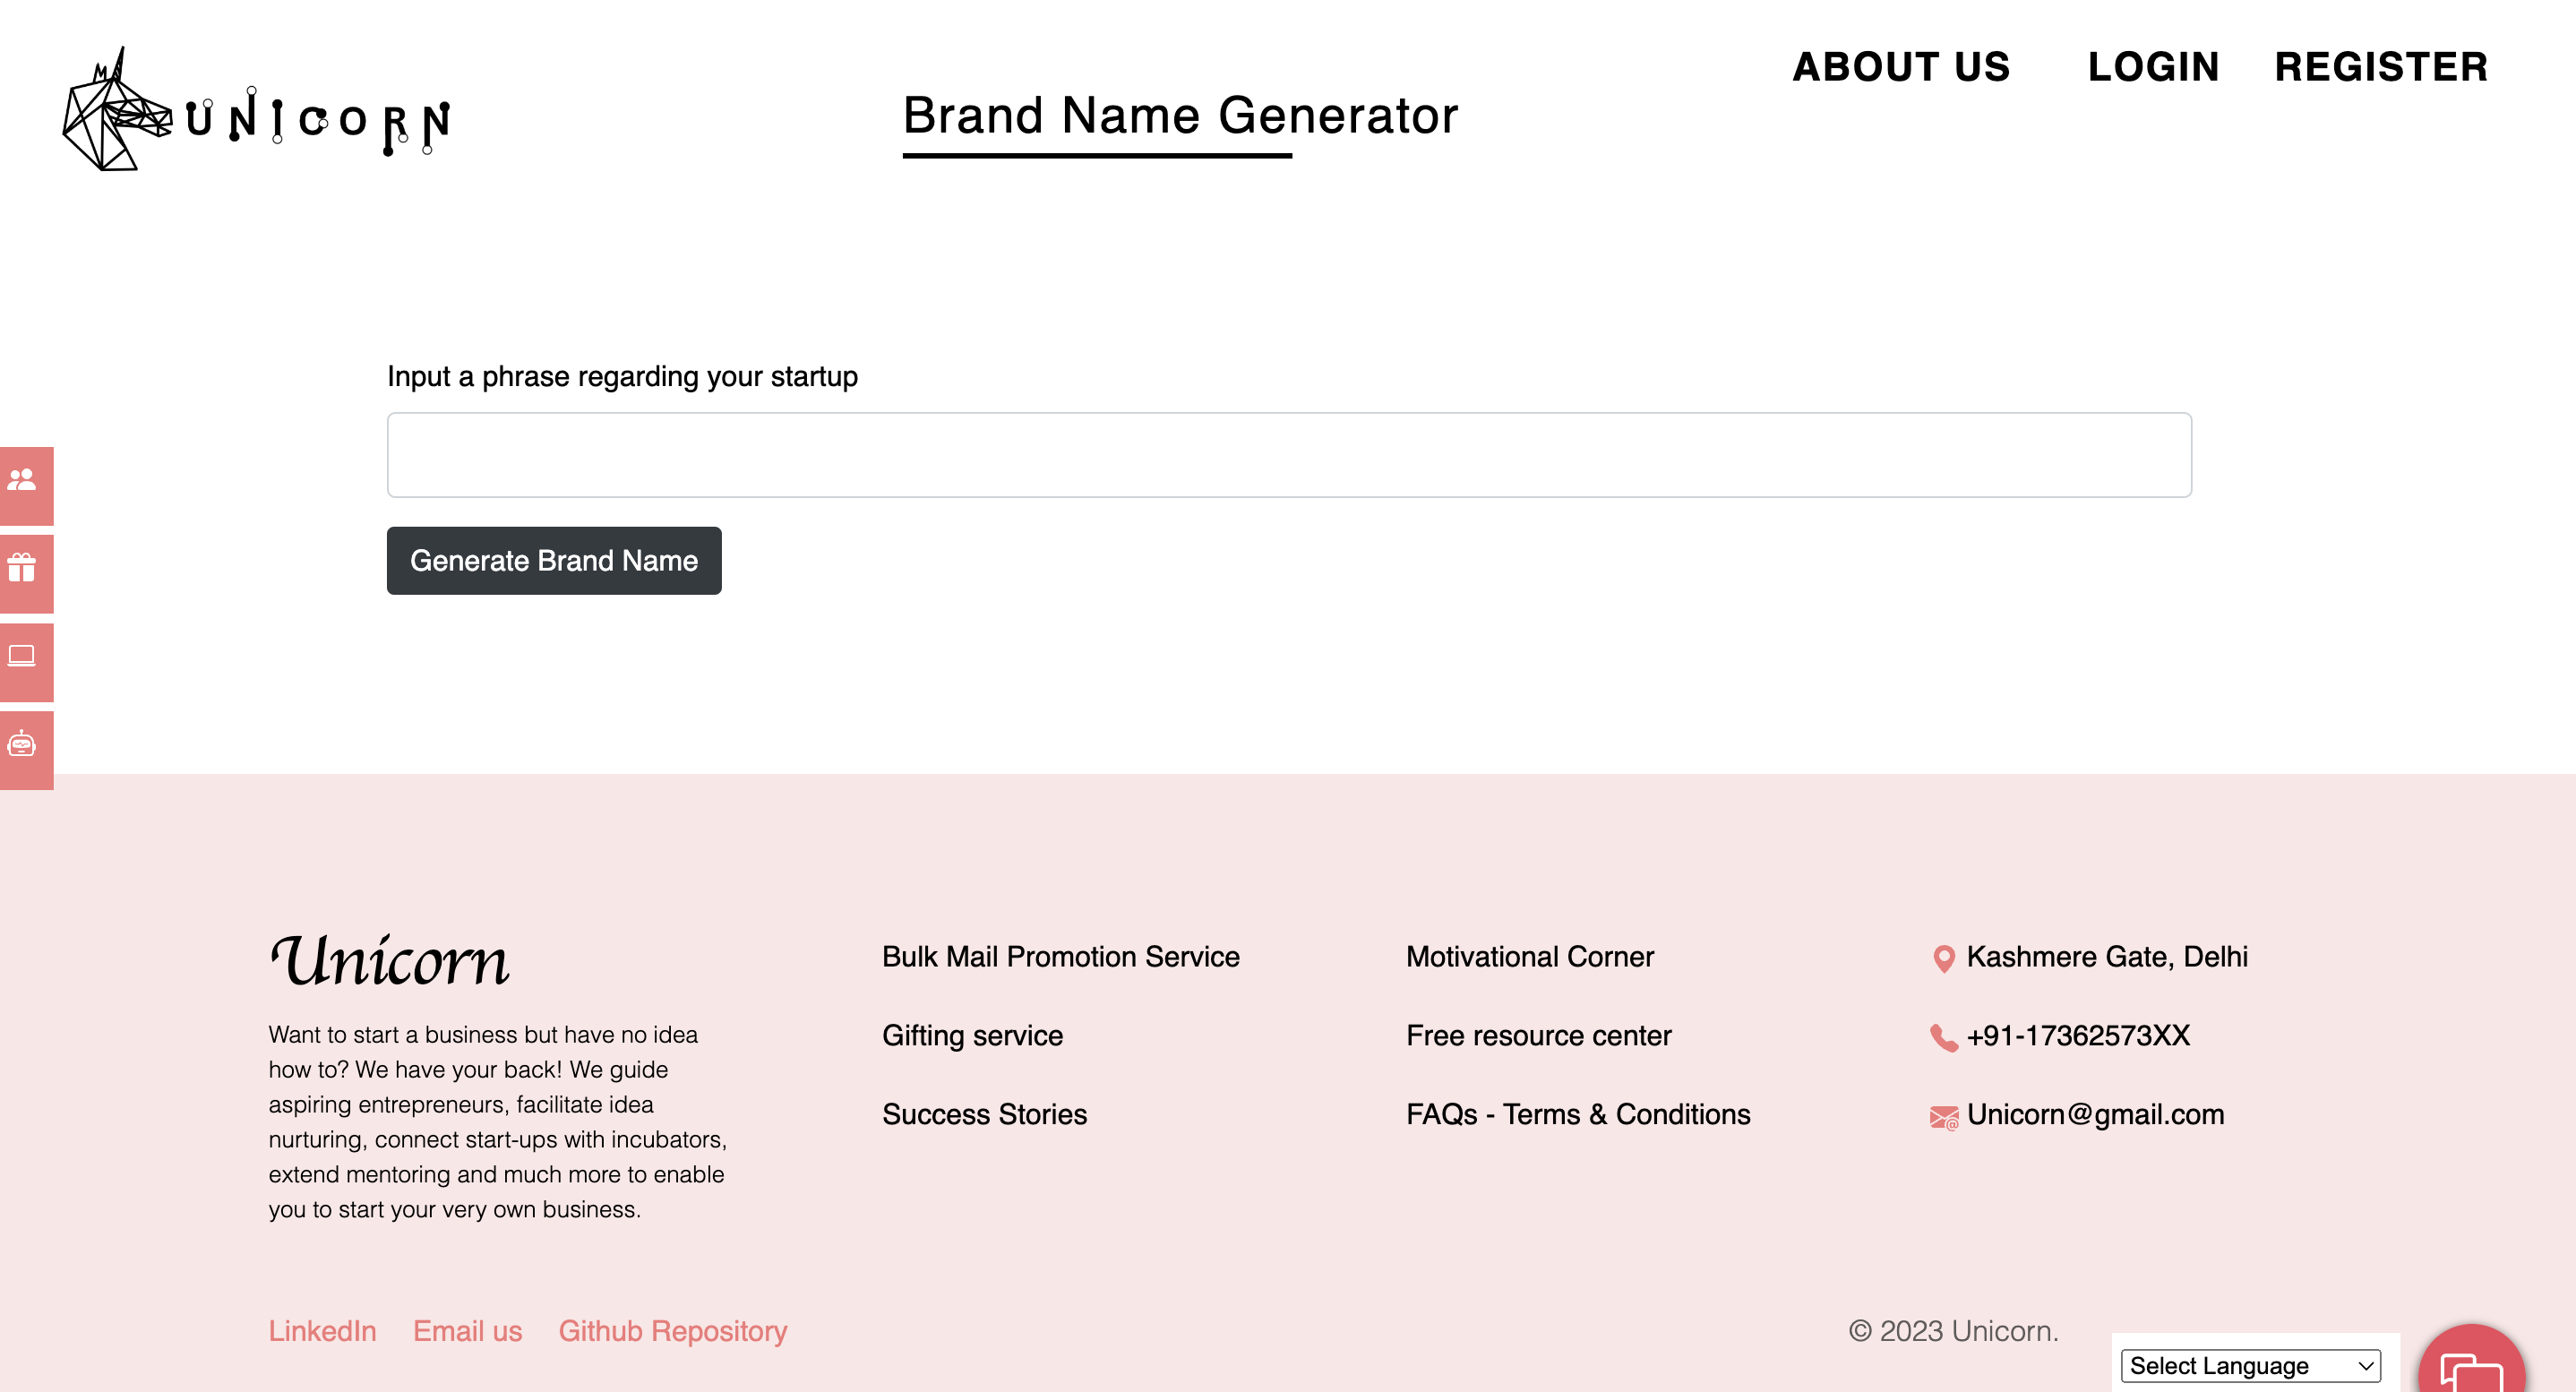 UNICORN
Brand Name Generator
ABOUT US LOGIN REGISTER
Input a phrase regarding your startup
Generate Brand Name
Unicorn
Want to start a business but have no idea
how to? We have your back! We guide
aspiring entrepreneurs, facilitate idea
nurturing, connect start-ups with incubators,
extend mentoring and much more to enable
you to start your very own business.
Bulk Mail Promotion Service
Gifting service
Success Stories
Motivational Corner
Free resource center
FAQs - Terms & Conditions
Kashmere Gate, Delhi
+91-17362573XX
Unicorn@gmail.com
LinkedIn Email us Github Repository
© 2023 Unicorn.
Select Language